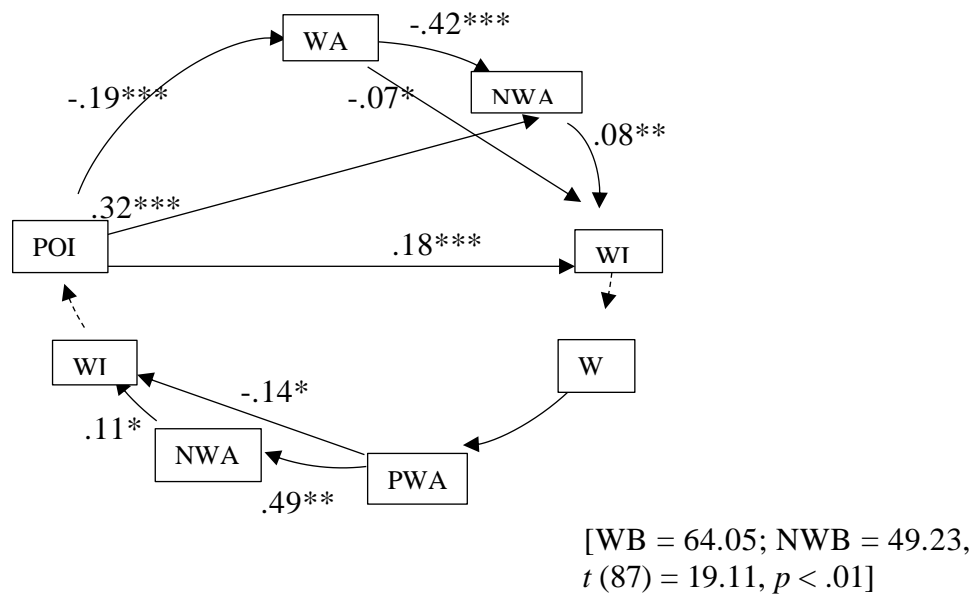 WA
-.42***
NWA
-.19***
-.07*
.08**
.32***
POI
.18***
WI
WI
W
-.14*
.11*
NWA
PWA
.49**
[WB = 64.05; NWB = 49.23,
t (87) = 19.11, p < .01]